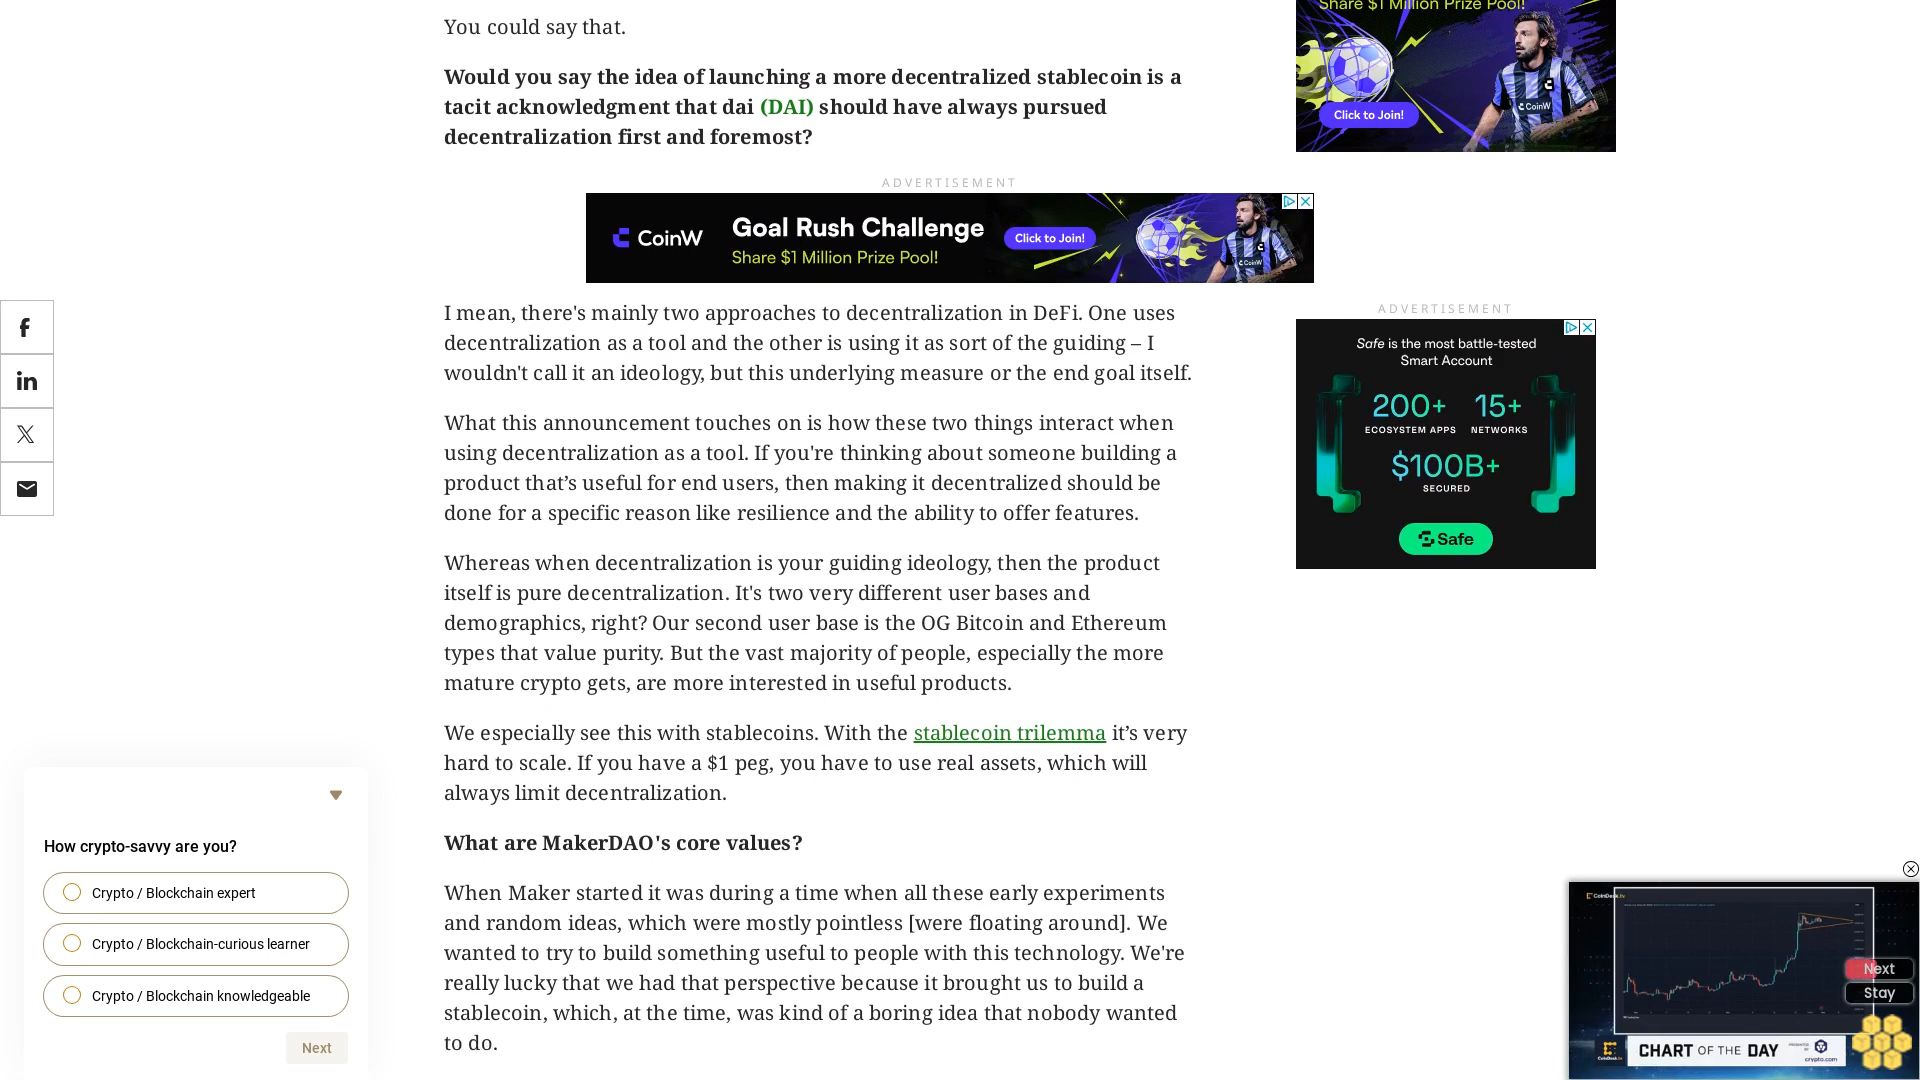 You could say that.
Would you say the idea of launching a more decentralized stablecoin is a
tacit acknowledgment that dai (DAI) should have always pursued
decentralization first and foremost?
Share $1 Million Prize Pool!
CoinW
Click to Join!
ADVERTISEMENT
CoinW
Goal Rush Challenge
Share $1 Million Prize Pool!
Click to Join!
CoinW
I mean, there's mainly two approaches to decentralization in DeFi. One uses
decentralization as a tool and the other is using it as sort of the guiding – I
wouldn't call it an ideology, but this underlying measure or the end goal itself.
What this announcement touches on is how these two things interact when
using decentralization as a tool. If you're thinking about someone building a
product that’s useful for end users, then making it decentralized should be
done for a specific reason like resilience and the ability to offer features.
Whereas when decentralization is your guiding ideology, then the product
itself is pure decentralization. It's two very different user bases and
demographics, right? Our second user base is the OG Bitcoin and Ethereum
types that value purity. But the vast majority of people, especially the more
mature crypto gets, are more interested in useful products.
We especially see this with stablecoins. With the stablecoin trilemma it’s very
hard to scale. If you have a $1 peg, you have to use real assets, which will
always limit decentralization.
What are MakerDAO's core values?
When Maker started it was during a time when all these early experiments
and random ideas, which were mostly pointless [were floating around]. We
wanted to try to build something useful to people with this technology. We're
really lucky that we had that perspective because it brought us to build a
stablecoin, which, at the time, was kind of a boring idea that nobody wanted
to do.
ADVERTISEMENT
Safe is the most battle-tested
Smart Account
200+ 15+
ECOSYSTEM APPS NETWORKS
$100B+
SECURED
Safe
How crypto-savvy are you?
Crypto / Blockchain expert
Crypto / Blockchain-curious learner
Crypto / Blockchain knowledgeable
Next
Next
Stay
CHART OF THE DAY
crypto.com